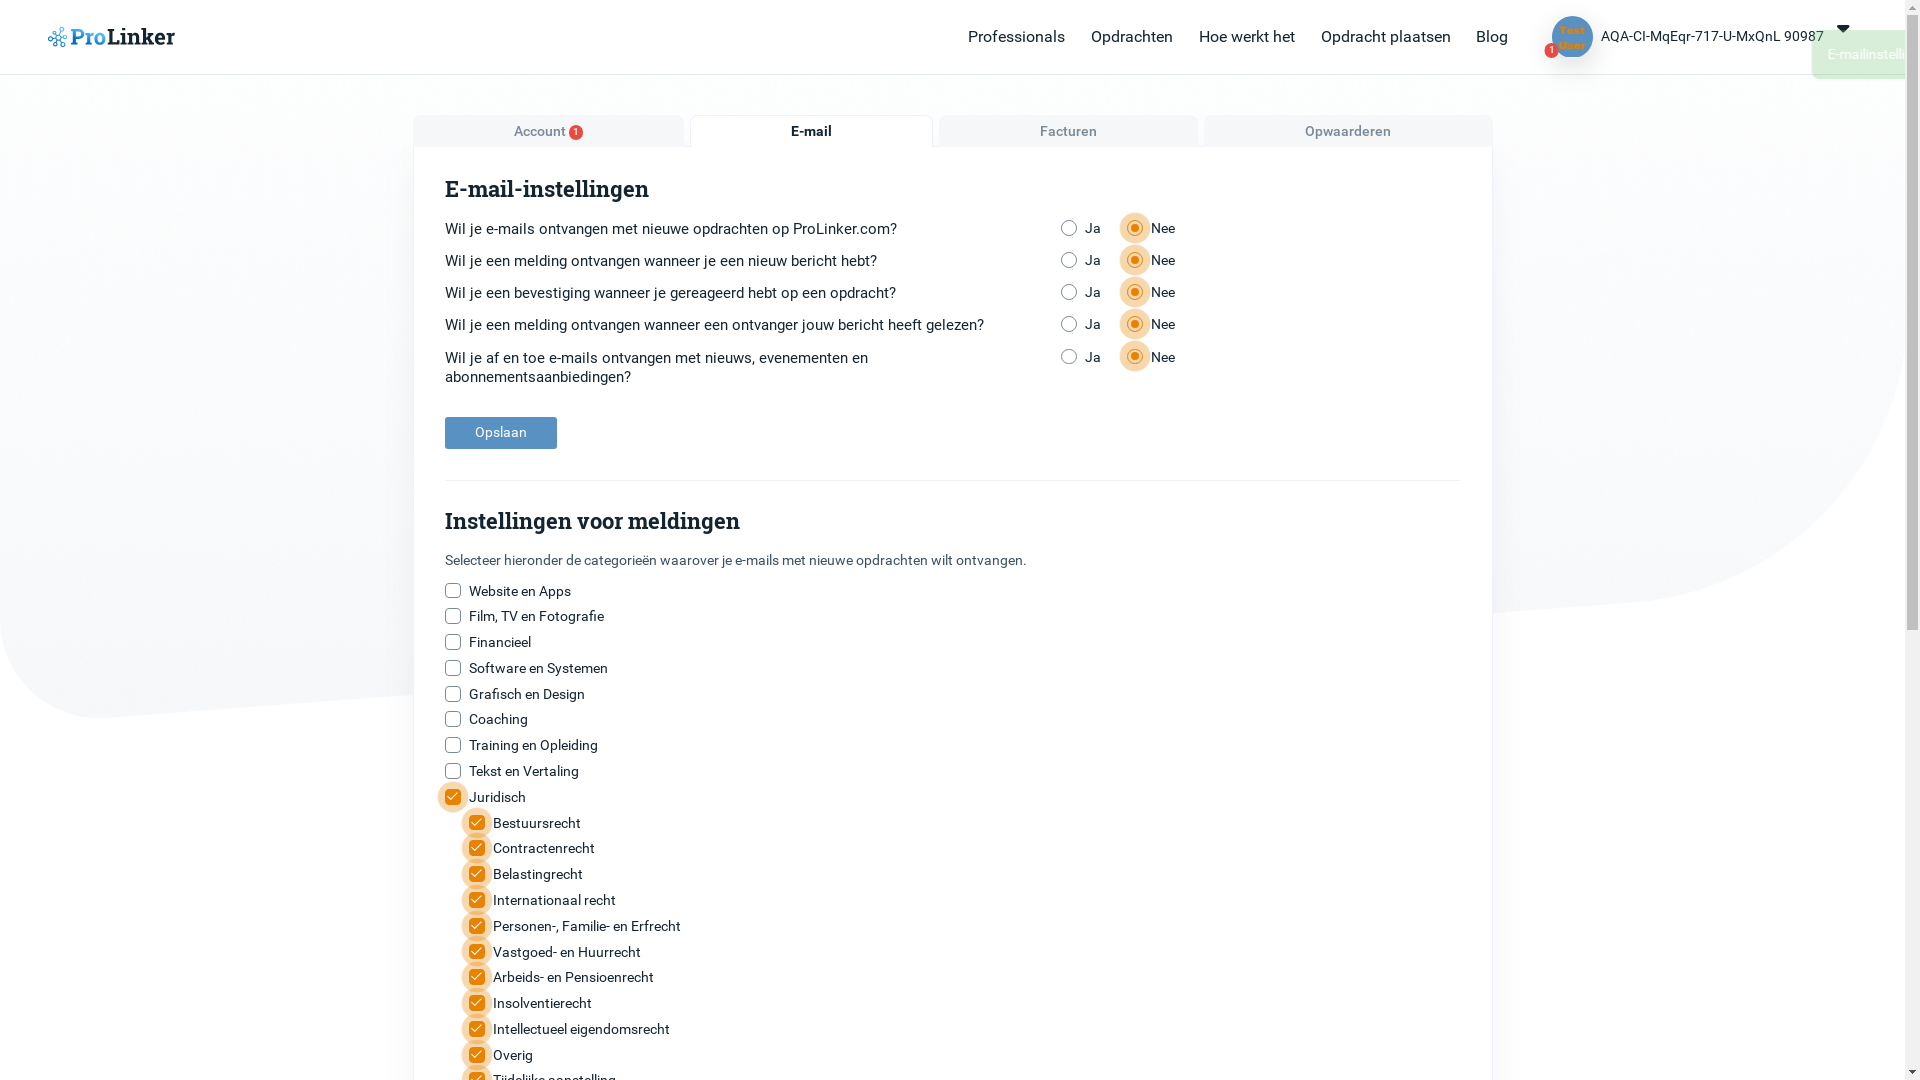 ProLinker
Professionals
Opdrachten
Hoe werkt het
Opdracht plaatsen
Blog
Test
User
1
AQA-CI-MqEqr-717-U-MxQnL 90987
Account 1
E-mail
Facturen
Opwaarderen
E-mail-instellingen
Wil je e-mails ontvangen met nieuwe opdrachten op ProLinker.com?
Ja
Nee
Wil je een melding ontvangen wanneer je een nieuw bericht hebt?
Ja
Nee
Wil je een bevestiging wanneer je gereageerd hebt op een opdracht?
Ja
Nee
Wil je een melding ontvangen wanneer een ontvanger jouw bericht heeft gelezen?
Ja
Nee
Wil je af en toe e-mails ontvangen met nieuws, evenementen en
abonnementsaanbiedingen?
Ja
Nee
Opslaan
Instellingen voor meldingen
Selecteer hieronder de categorieën waarover je e-mails met nieuwe opdrachten wilt ontvangen.
Website en Apps
Film, TV en Fotografie
Financieel
Software en Systemen
Grafisch en Design
Coaching
Training en Opleiding
Tekst en Vertaling
Juridisch
Bestuursrecht
Contractenrecht
Belastingrecht
Internationaal recht
Personen-, Familie- en Erfrecht
Vastgoed- en Huurrecht
Arbeids- en Pensioenrecht
Insolventierecht
Intellectueel eigendomsrecht
Overig
Tijdelijke aanstelling